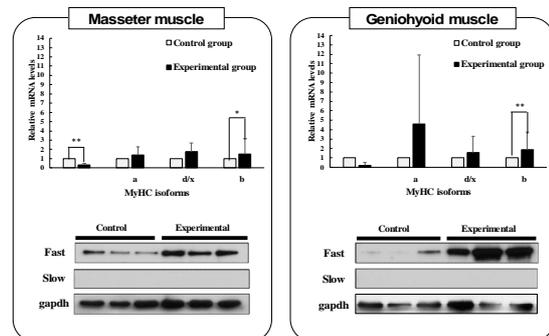 Masseter muscle
Relative mRNA levels
14
13
12
11
10
9
8
7
6
5
4
3
2
1
0
Control group
Experimental group
**
*
a
d/x
b
MyHC isoforms
Control
Experimental
Fast
Slow
gapdh
Geniohyoid muscle
Relative mRNA levels
14
13
12
11
10
9
8
7
6
5
4
3
2
1
0
Control group
Experimental group
**
a
d/x
b
MyHC isoforms
Control
Experimental
Fast
Slow
gapdh